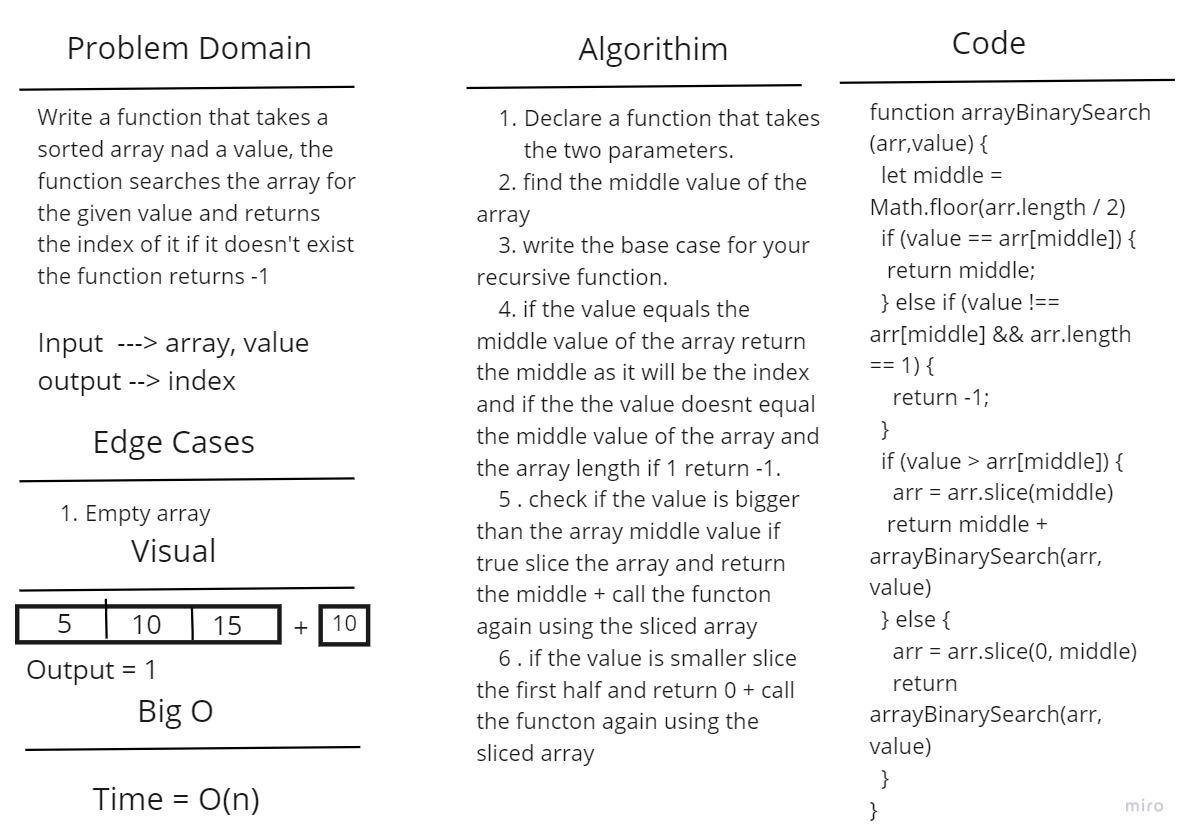 Problem Domain
Write a function that takes a
sorted array nad a value, the
function searches the array for
the given value and returns
the index of it if it doesn't exist
the function returns -1
Input ---> array, value
output --> index
Edge Cases
1. Empty array
Visual
5 10 15 + 10
Output = 1
Big O
Time = O(n)
Algorithim
1. Declare a function that takes
the two parameters.
2. find the middle value of the
array
3. write the base case for your
recursive function.
4. if the value equals the
middle value of the array return
the middle as it will be the index
and if the the value doesnt equal
the middle value of the array and
the array length if 1 return -1.
5 . check if the value is bigger
than the array middle value if
true slice the array and return
the middle + call the functon
again using the sliced array
6 . if the value is smaller slice
the first half and return 0 + call
the functon again using the
sliced array
Code
function arrayBinarySearch
(arr,value) {
let middle =
Math.floor(arr.length / 2)
if (value == arr[middle]) {
return middle;
} else if (value !==
arr[middle] && arr.length
== 1) {
return -1;
}
if (value > arr[middle]) {
arr = arr.slice(middle)
return middle +
arrayBinarySearch(arr,
value)
} else {
arr = arr.slice(0, middle)
return
arrayBinarySearch(arr,
value)
}
}
miro